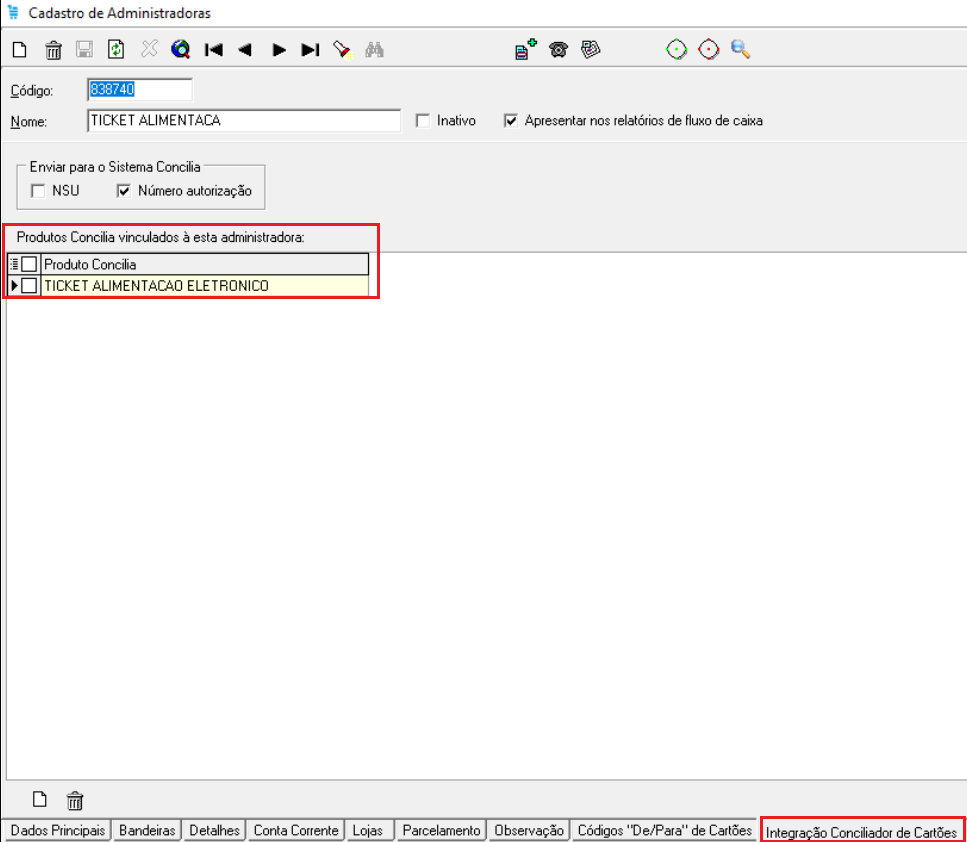 Cadastro de Administradoras
Código: 838740
Nome: TICKET ALIMENTACA Inativo Apresentar nos relatórios de fluxo de caixa
Enviar para o Sistema Concilia
NSU Número autorização
Produtos Concilia vinculados à esta administradora:
Produto Concilia
TICKET ALIMENTACAO ELETRONICO
Dados Principais Bandeiras Detalhes Conta Corrente Lojas Parcelamento Observação Códigos "De/Para" de Cartões Integração Conciliador de Cartões